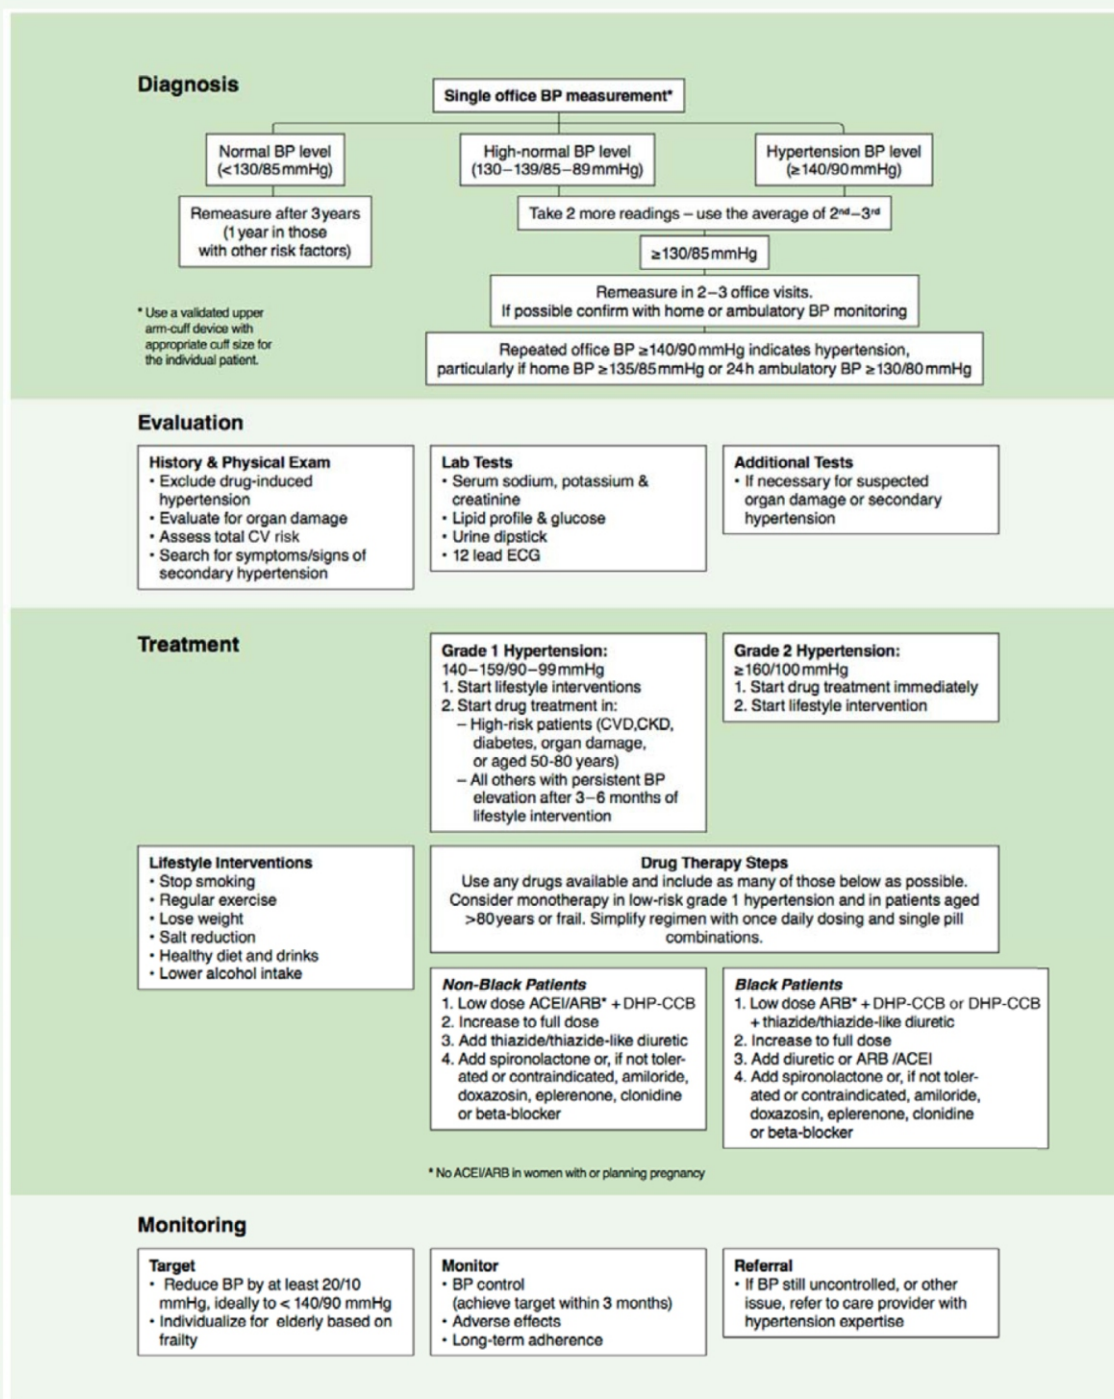 Diagnosis
Single office BP measurement*
Normal BP level
(<130/85 mmHg)
High-normal BP level
(130–139/85–89 mmHg)
Hypertension BP level
(≥140/90 mmHg)
Remeasure after 3 years
(1 year in those
with other risk factors)
Take 2 more readings – use the average of 2nd–3rd
≥130/85 mmHg
Remeasure in 2–3 office visits.
If possible confirm with home or ambulatory BP monitoring
Repeated office BP ≥140/90 mmHg indicates hypertension,
particularly if home BP ≥135/85 mmHg or 24h ambulatory BP ≥130/80 mmHg
* Use a validated upper
arm-cuff device with
appropriate cuff size for
the individual patient.
Evaluation
History & Physical Exam
• Exclude drug-induced
hypertension
• Evaluate for organ damage
• Assess total CV risk
• Search for symptoms/signs of
secondary hypertension
Lab Tests
• Serum sodium, potassium &
creatinine
• Lipid profile & glucose
• Urine dipstick
• 12 lead ECG
Additional Tests
• If necessary for suspected
organ damage or secondary
hypertension
Treatment
Grade 1 Hypertension:
140–159/90–99 mmHg
1. Start lifestyle interventions
2. Start drug treatment in:
– High-risk patients (CVD,CKD,
diabetes, organ damage,
or aged 50-80 years)
– All others with persistent BP
elevation after 3–6 months of
lifestyle intervention
Grade 2 Hypertension:
≥160/100 mmHg
1. Start drug treatment immediately
2. Start lifestyle intervention
Lifestyle Interventions
• Stop smoking
• Regular exercise
• Lose weight
• Salt reduction
• Healthy diet and drinks
• Lower alcohol intake
Drug Therapy Steps
Use any drugs available and include as many of those below as possible.
Consider monotherapy in low-risk grade 1 hypertension and in patients aged
>80 years or frail. Simplify regimen with once daily dosing and single pill
combinations.
Non-Black Patients
1. Low dose ACEI/ARB* + DHP-CCB
2. Increase to full dose
3. Add thiazide/thiazide-like diuretic
4. Add spironolactone or, if not toler-
ated or contraindicated, amiloride,
doxazosin, eplerenone, clonidine
or beta-blocker
Black Patients
1. Low dose ARB* + DHP-CCB or DHP-CCB
+ thiazide/thiazide-like diuretic
2. Increase to full dose
3. Add diuretic or ARB /ACEI
4. Add spironolactone or, if not toler-
ated or contraindicated, amiloride,
doxazosin, eplerenone, clonidine
or beta-blocker
* No ACEI/ARB in women with or planning pregnancy
Monitoring
Target
• Reduce BP by at least 20/10
mmHg, ideally to < 140/90 mmHg
• Individualize for elderly based on
frailty
Monitor
• BP control
(achieve target within 3 months)
• Adverse effects
• Long-term adherence
Referral
• If BP still uncontrolled, or other
issue, refer to care provider with
hypertension expertise